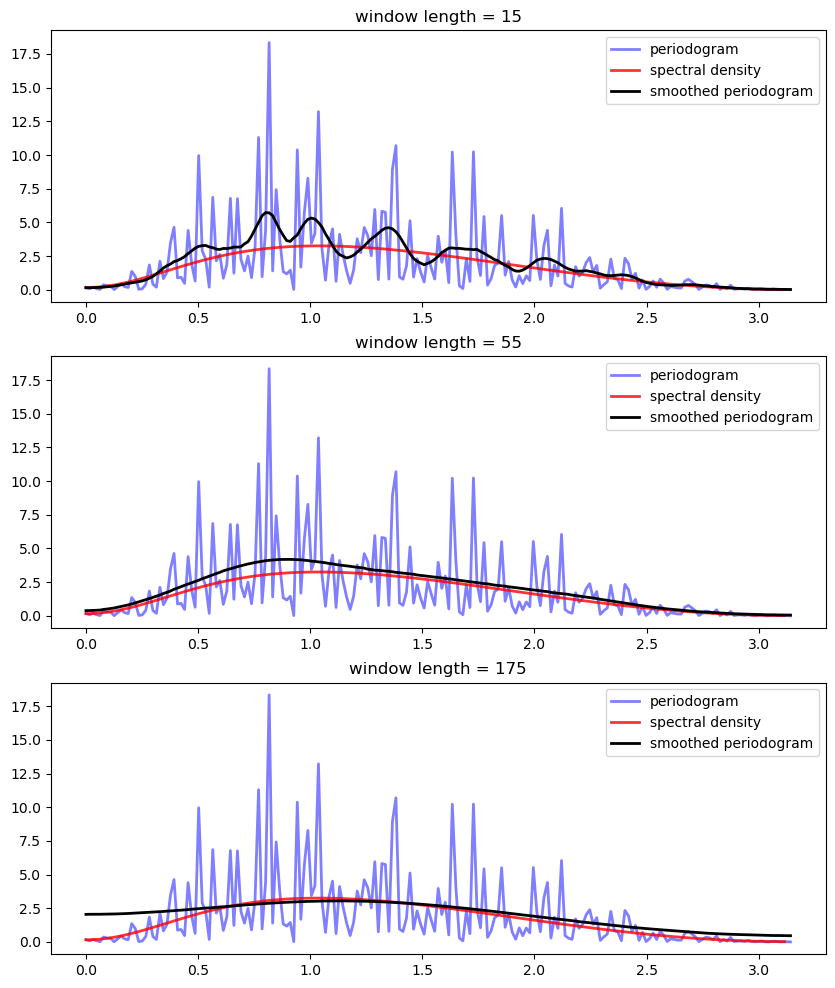 window length = 15
17.5
15.0
12.5
10.0
7.5
5.0
2.5
0.0
periodogram
spectral density
smoothed periodogram
0.0 0.5 1.0 1.5 2.0 2.5 3.0
window length = 55
17.5
15.0
12.5
10.0
7.5
5.0
2.5
0.0
periodogram
spectral density
smoothed periodogram
0.0 0.5 1.0 1.5 2.0 2.5 3.0
window length = 175
17.5
15.0
12.5
10.0
7.5
5.0
2.5
0.0
periodogram
spectral density
smoothed periodogram
0.0 0.5 1.0 1.5 2.0 2.5 3.0